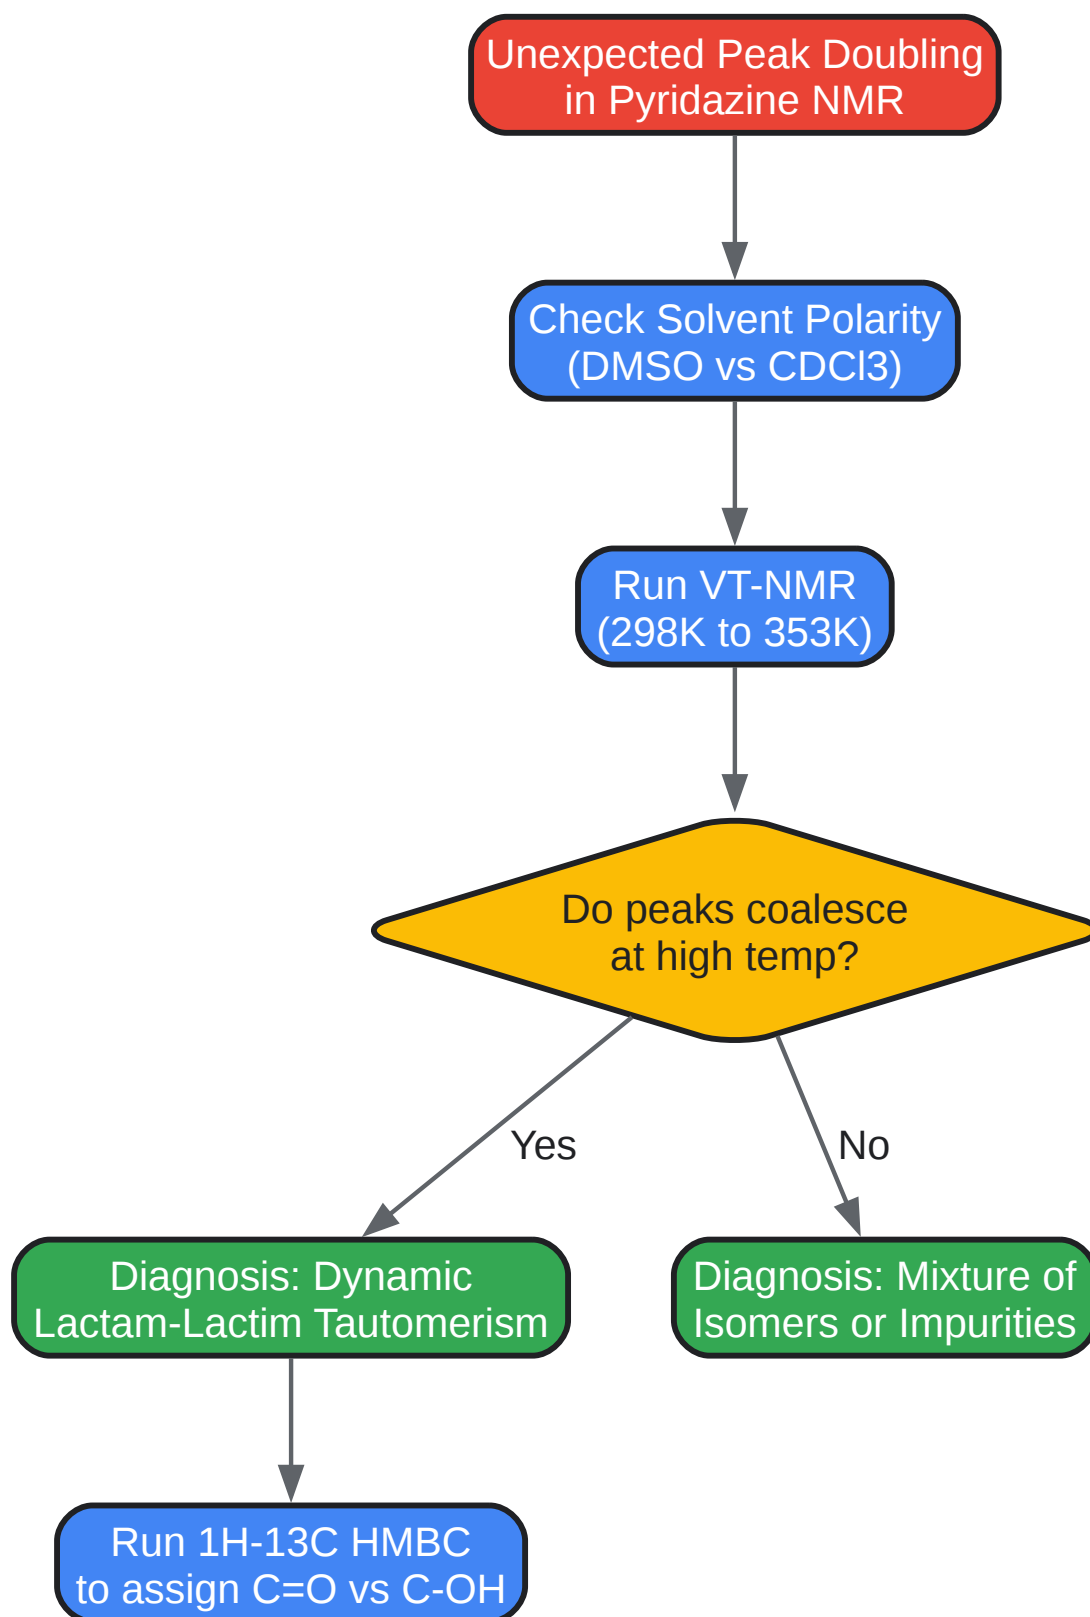 Unexpected Peak Doubling
in Pyridazine NMR
Check Solvent Polarity
(DMSO vs CDCl3)
Run VT-NMR
(298K to 353K)
Do peaks coalesce
at high temp?
Yes
No
Diagnosis: Dynamic
Lactam-Lactim Tautomerism
Diagnosis: Mixture of
Isomers or Impurities
Run 1H-13C HMBC
to assign C=O vs C-OH